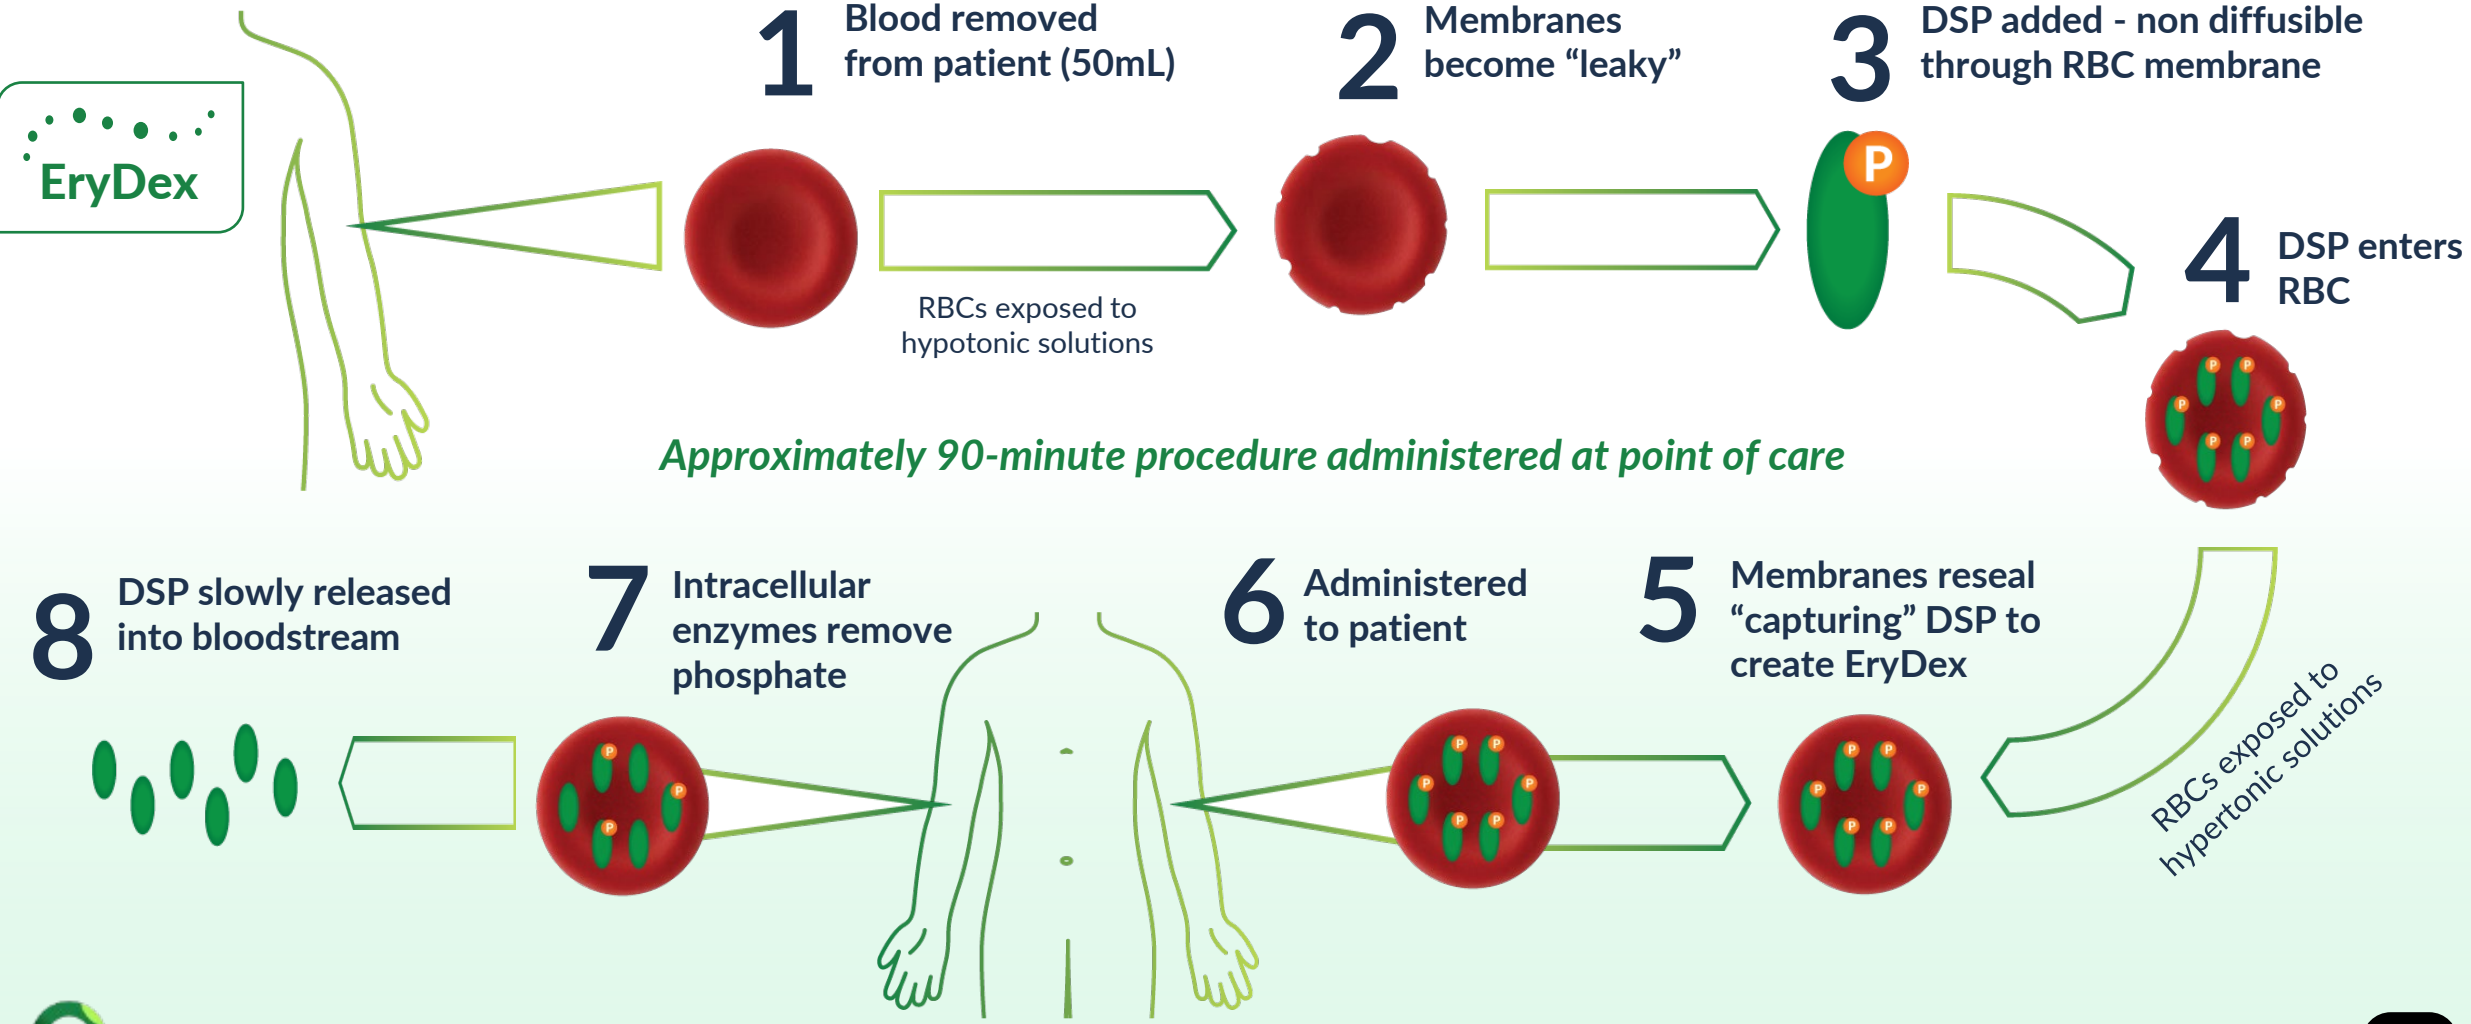 EryDex
1
Blood removed
from patient (50mL)
RBCs exposed to
hypotonic solutions
2
Membranes
become “leaky”
3
DSP added - non diffusible
through RBC membrane
P
4
DSP enters
RBC
P P
P P
P P
Approximately 90-minute procedure administered at point of care
RBCs exposed to
hypertonic solutions
5
Membranes reseal
“capturing” DSP to
create EryDex
P P
P P
P P
6
Administered
to patient
P P
P P
P P
7
Intracellular
enzymes remove
phosphate
P
P
P
8
DSP slowly released
into bloodstream